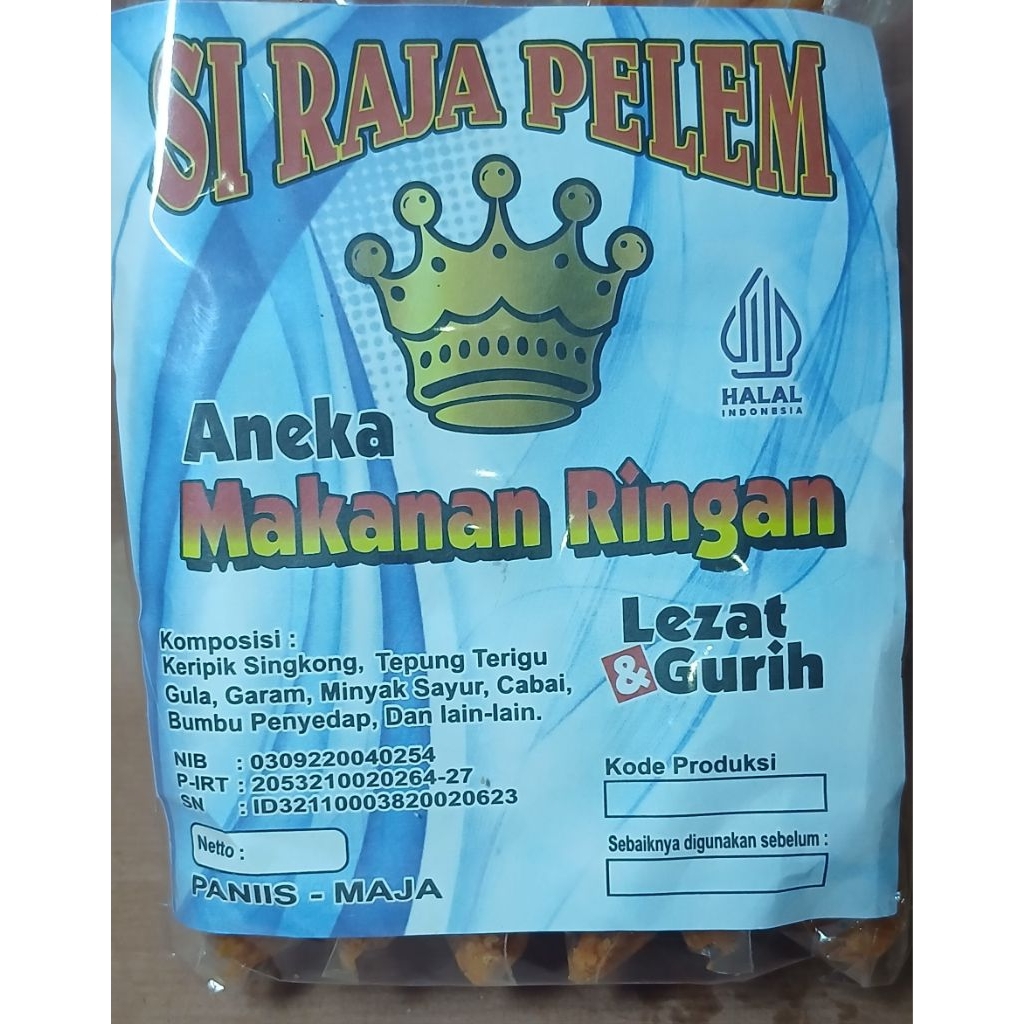 SI RAJA PELEM
HALAL
INDONESIA
Aneka
Makanan Ringan
Lezat
& Gurih
Komposisi :
Keripik Singkong, Tepung Terigu
Gula, Garam, Minyak Sayur, Cabai,
Bumbu Penyedap, Dan lain-lain.
NIB : 0309220040254
P-IRT : 2053210020264-27
SN : ID32110003820020623
Netto :
PANIIS - MAJA
Kode Produksi
Sebaiknya digunakan sebelum :